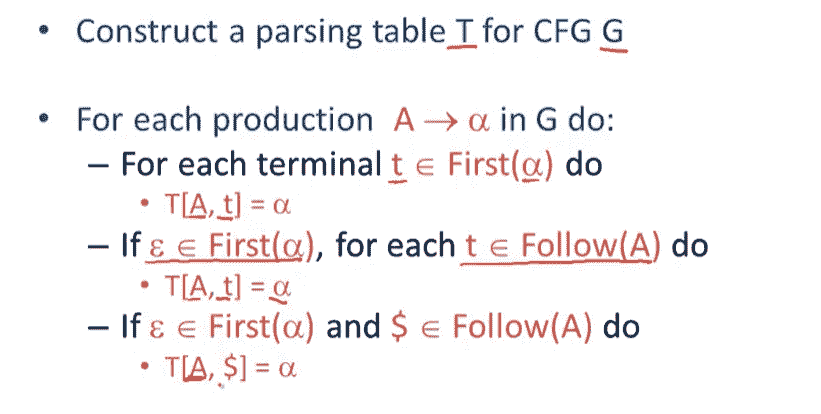 • Construct a parsing table T for CFG G
• For each production A → α in G do:
– For each terminal t ∈ First(α) do
• T[A, t] = α
– If ε ∈ First(α), for each t ∈ Follow(A) do
• T[A, t] = α
– If ε ∈ First(α) and $ ∈ Follow(A) do
• T[A, $] = α